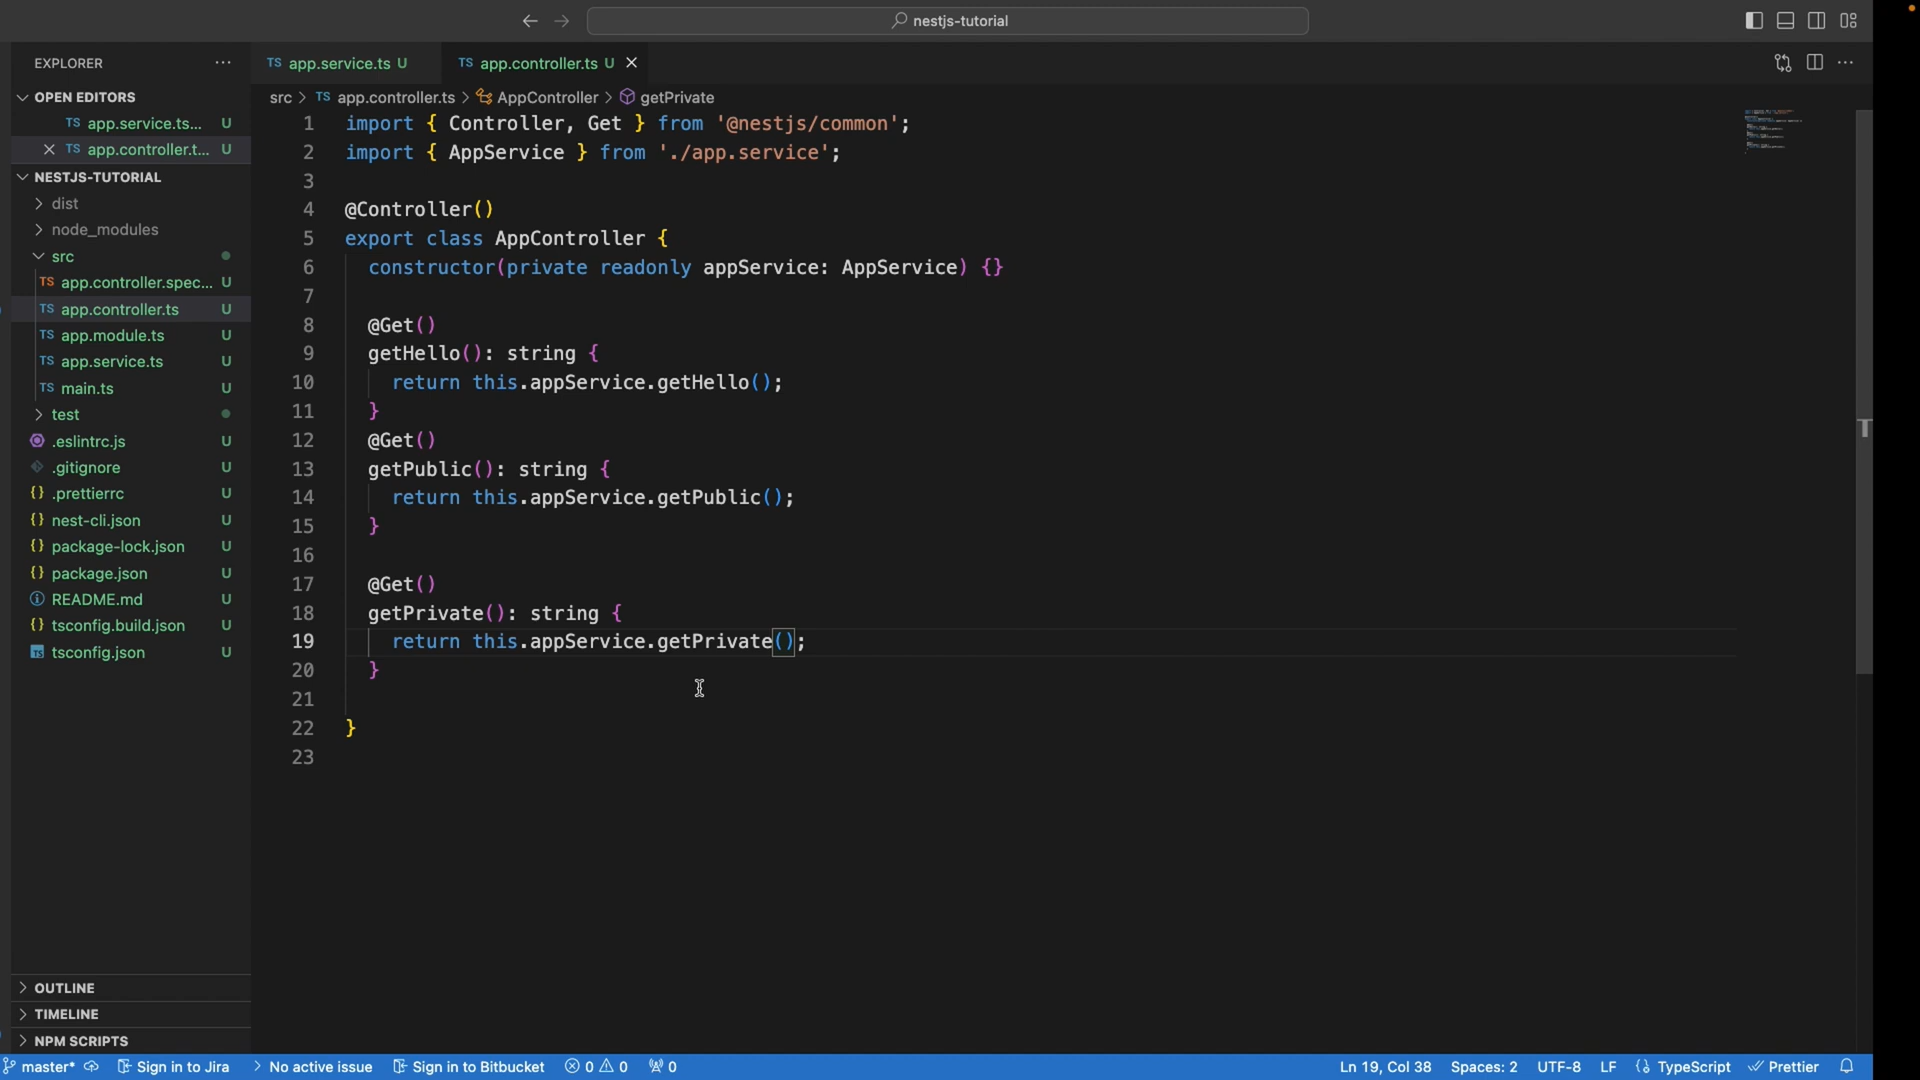 nestjs-tutorial
EXPLORER
OPEN EDITORS
TS app.service.ts... U
TS app.controller.t... U
NESTJS-TUTORIAL
dist
node_modules
src
TS app.controller.spec... U
TS app.controller.ts U
TS app.module.ts U
TS app.service.ts U
TS main.ts U
test
.eslintrc.js U
.gitignore U
{} .prettierrc U
{} nest-cli.json U
{} package-lock.json U
{} package.json U
README.md U
{} tsconfig.build.json U
TS tsconfig.json U
OUTLINE
TIMELINE
NPM SCRIPTS
TS app.service.ts U TS app.controller.ts U
src > TS app.controller.ts > AppController > getPrivate
1 import { Controller, Get } from '@nestjs/common';
2 import { AppService } from './app.service';
3
4 @Controller()
5 export class AppController {
6 constructor(private readonly appService: AppService) {}
7
8 @Get()
9 getHello(): string {
10 return this.appService.getHello();
11 }
12 @Get()
13 getPublic(): string {
14 return this.appService.getPublic();
15 }
16
17 @Get()
18 getPrivate(): string {
19 return this.appService.getPrivate();
20 }
21
22 }
23
T
master* Sign in to Jira > No active issue Sign in to Bitbucket 0 0 0 Ln 19, Col 38 Spaces: 2 UTF-8 LF {} TypeScript Prettier